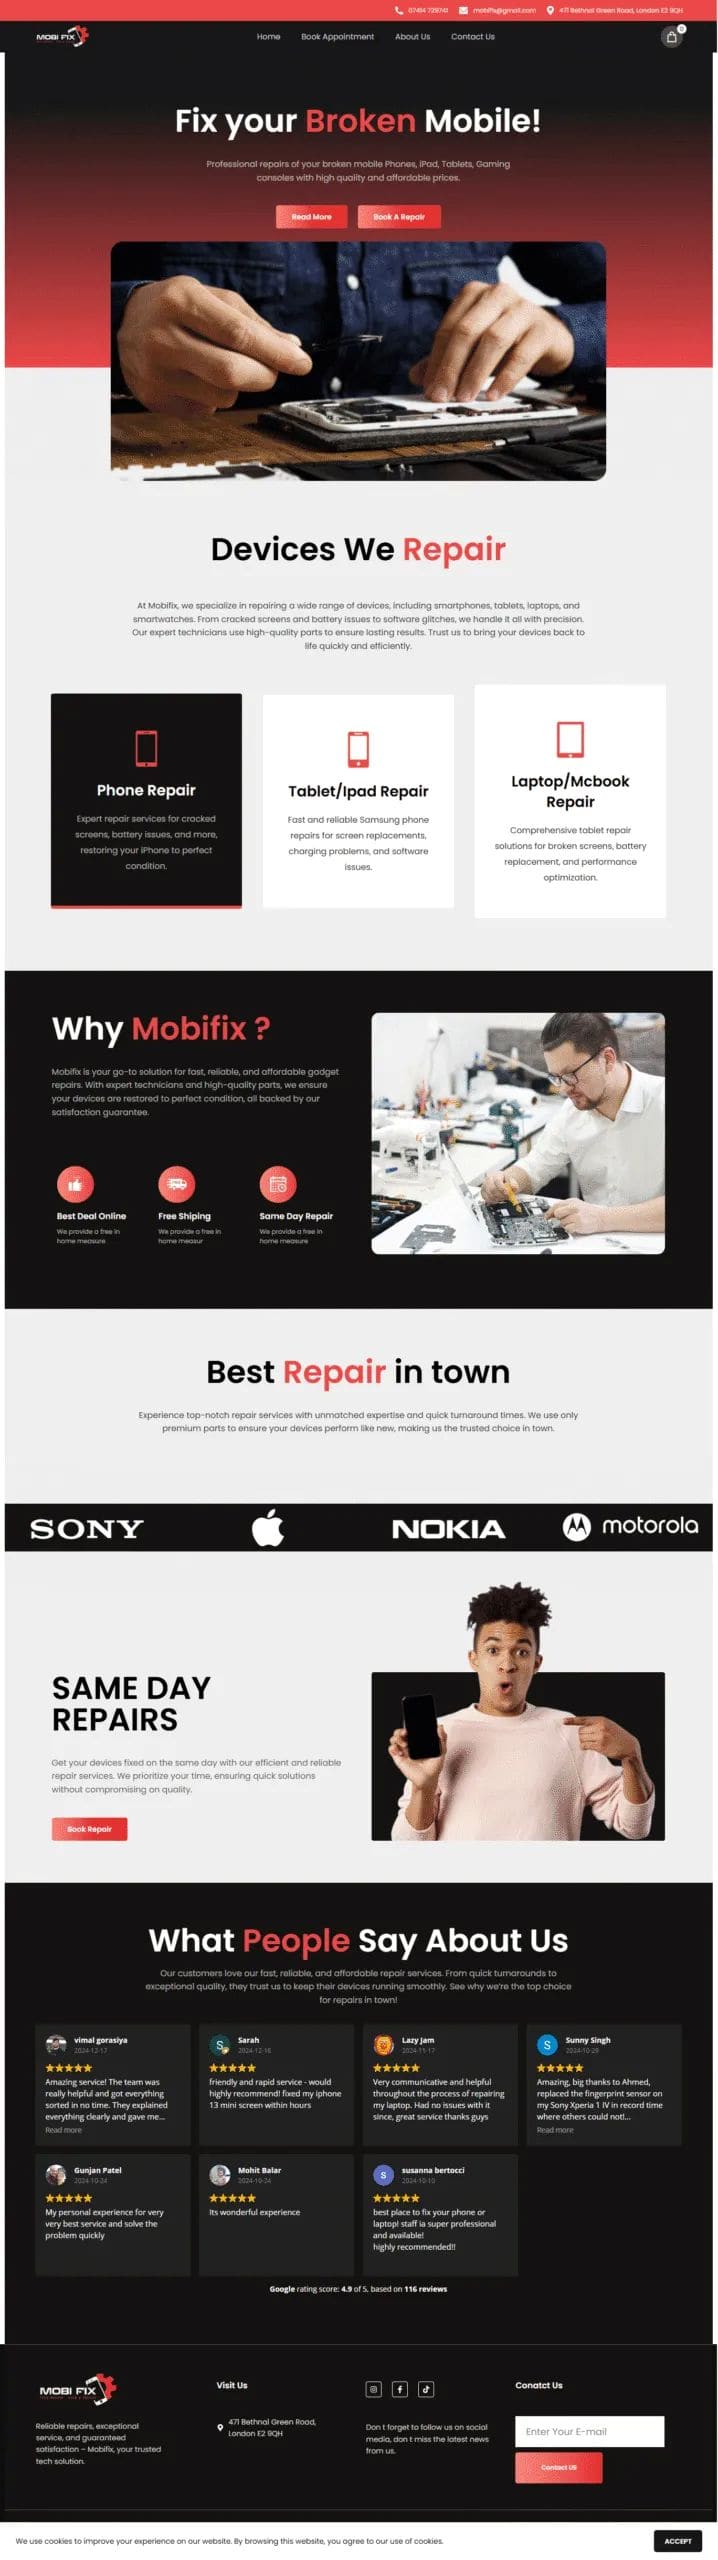 07414 729741 mobifix@gmail.com 471 Bethnal Green Road, London E2 9QH
MOBI FIX
Home Book Appointment About Us Contact Us
0
Fix your Broken Mobile!
Professional repairs of your broken mobile Phones, iPad, Tablets, Gaming
consoles with high quality and affordable prices.
Read More Book A Repair
Devices We Repair
At Mobifix, we specialize in repairing a wide range of devices, including smartphones, tablets, laptops, and
smartwatches. From cracked screens and battery issues to software glitches, we handle it all with precision.
Our expert technicians use high-quality parts to ensure lasting results. Trust us to bring your devices back to
life quickly and efficiently.
Phone Repair
Expert repair services for cracked
screens, battery issues, and more,
restoring your iPhone to perfect
condition.
Tablet/Ipad Repair
Fast and reliable Samsung phone
repairs for screen replacements,
charging problems, and software
issues.
Laptop/Mcbook
Repair
Comprehensive tablet repair
solutions for broken screens, battery
replacement, and performance
optimization.
Why Mobifix ?
Mobifix is your go-to solution for fast, reliable, and affordable gadget
repairs. With expert technicians and high-quality parts, we ensure
your devices are restored to perfect condition, all backed by our
satisfaction guarantee.
Best Deal Online
We provide a free in
home measure
Free Shiping
We provide a free in
home measur
Same Day Repair
We provide a free in
home measure
Best Repair in town
Experience top-notch repair services with unmatched expertise and quick turnaround times. We use only
premium parts to ensure your devices perform like new, making us the trusted choice in town.
SONY NOKIA motorola
SAME DAY
REPAIRS
Get your devices fixed on the same day with our efficient and reliable
repair services. We prioritize your time, ensuring quick solutions
without compromising on quality.
Book Repair
What People Say About Us
Our customers love our fast, reliable, and affordable repair services. From quick turnarounds to
exceptional quality, they trust us to keep their devices running smoothly. See why we're the top choice
for repairs in town!
vimal gorasiya
2024-12-17
Amazing service! The team was
really helpful and got everything
sorted in no time. They explained
everything clearly and gave me...
Read more
S
Sarah
2024-12-16
friendly and rapid service - would
highly recommend! fixed my iphone
13 mini screen within hours
Lazy Jam
2024-11-17
Very communicative and helpful
throughout the process of repairing
my laptop. Had no issues with it
since, great service thanks guys
S
Sunny Singh
2024-10-29
Amazing, big thanks to Ahmed,
replaced the fingerprint sensor on
my Sony Xperia 1 IV in record time
where others could not!...
Read more
Gunjan Patel
2024-10-24
My personal experience for very
very best service and solve the
problem quickly
Mohit Balar
2024-10-24
Its wonderful experience
s
susanna bertocci
2024-10-10
best place to fix your phone or
laptop! staff ia super professional
and available!
highly recommended!!
Google rating score: 4.9 of 5, based on 116 reviews
MOBI FIX
Reliable repairs, exceptional
service, and guaranteed
satisfaction – Mobifix, your trusted
tech solution.
Visit Us
471 Bethnal Green Road,
London E2 9QH
Don t forget to follow us on social
media, don t miss the latest news
from us.
Conatct Us
Enter Your E-mail
Contact US
We use cookies to improve your experience on our website. By browsing this website, you agree to our use of cookies.
ACCEPT